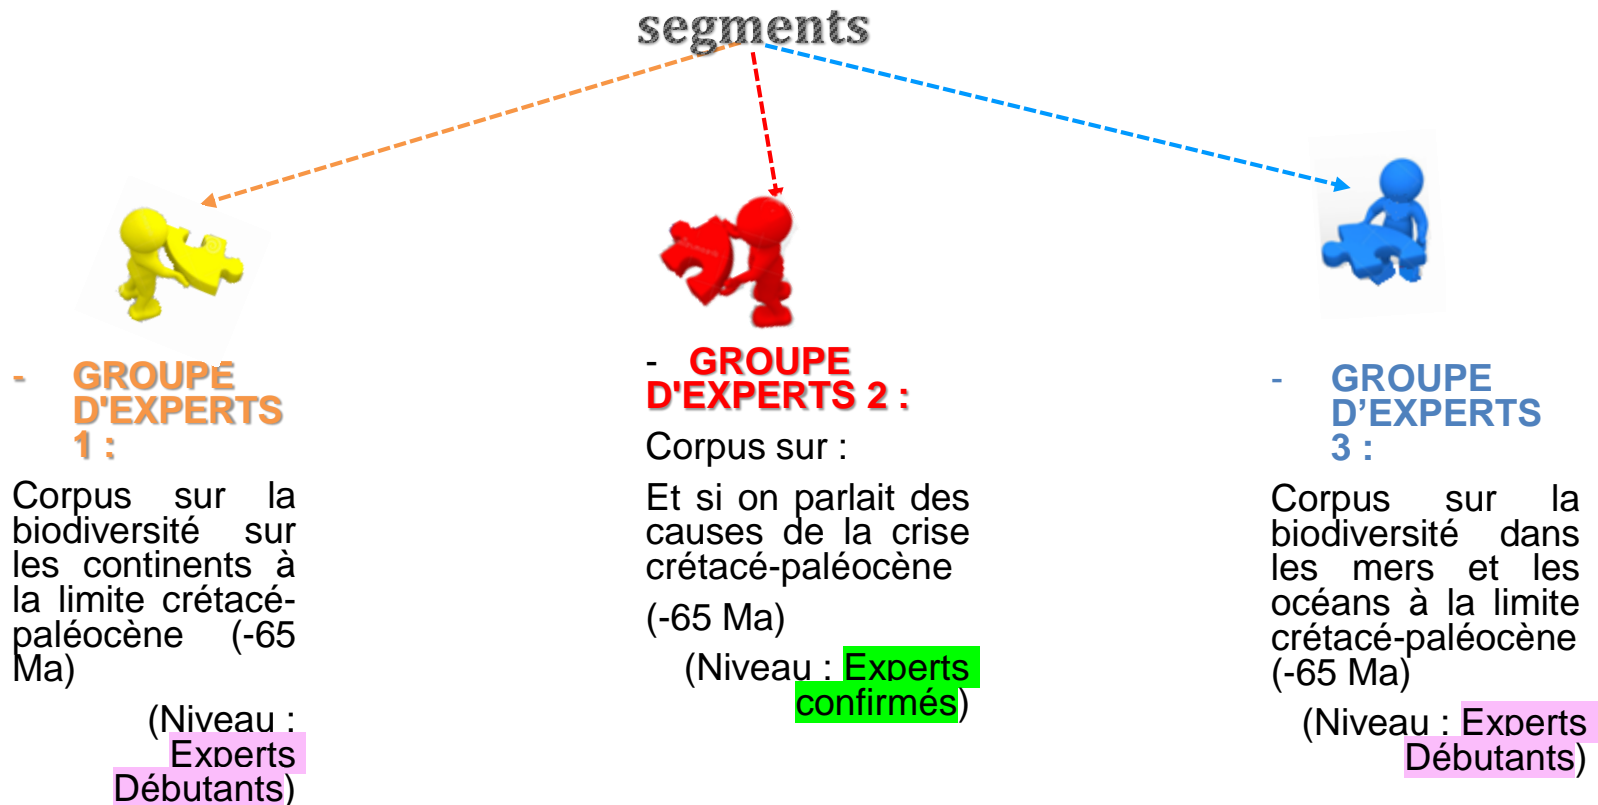 segments
- GROUPE
D'EXPERTS
1 :
Corpus sur la
biodiversité sur
les continents à
la limite crétacé-
paléocène (-65
Ma)
(Niveau :
Experts
Débutants)
- GROUPE
D'EXPERTS 2 :
Corpus sur :
Et si on parlait des
causes de la crise
crétacé-paléocène
(-65 Ma)
(Niveau : Experts
confirmés)
- GROUPE
D’EXPERTS
3 :
Corpus sur la
biodiversité dans
les mers et les
océans à la limite
crétacé-paléocène
(-65 Ma)
(Niveau : Experts
Débutants)